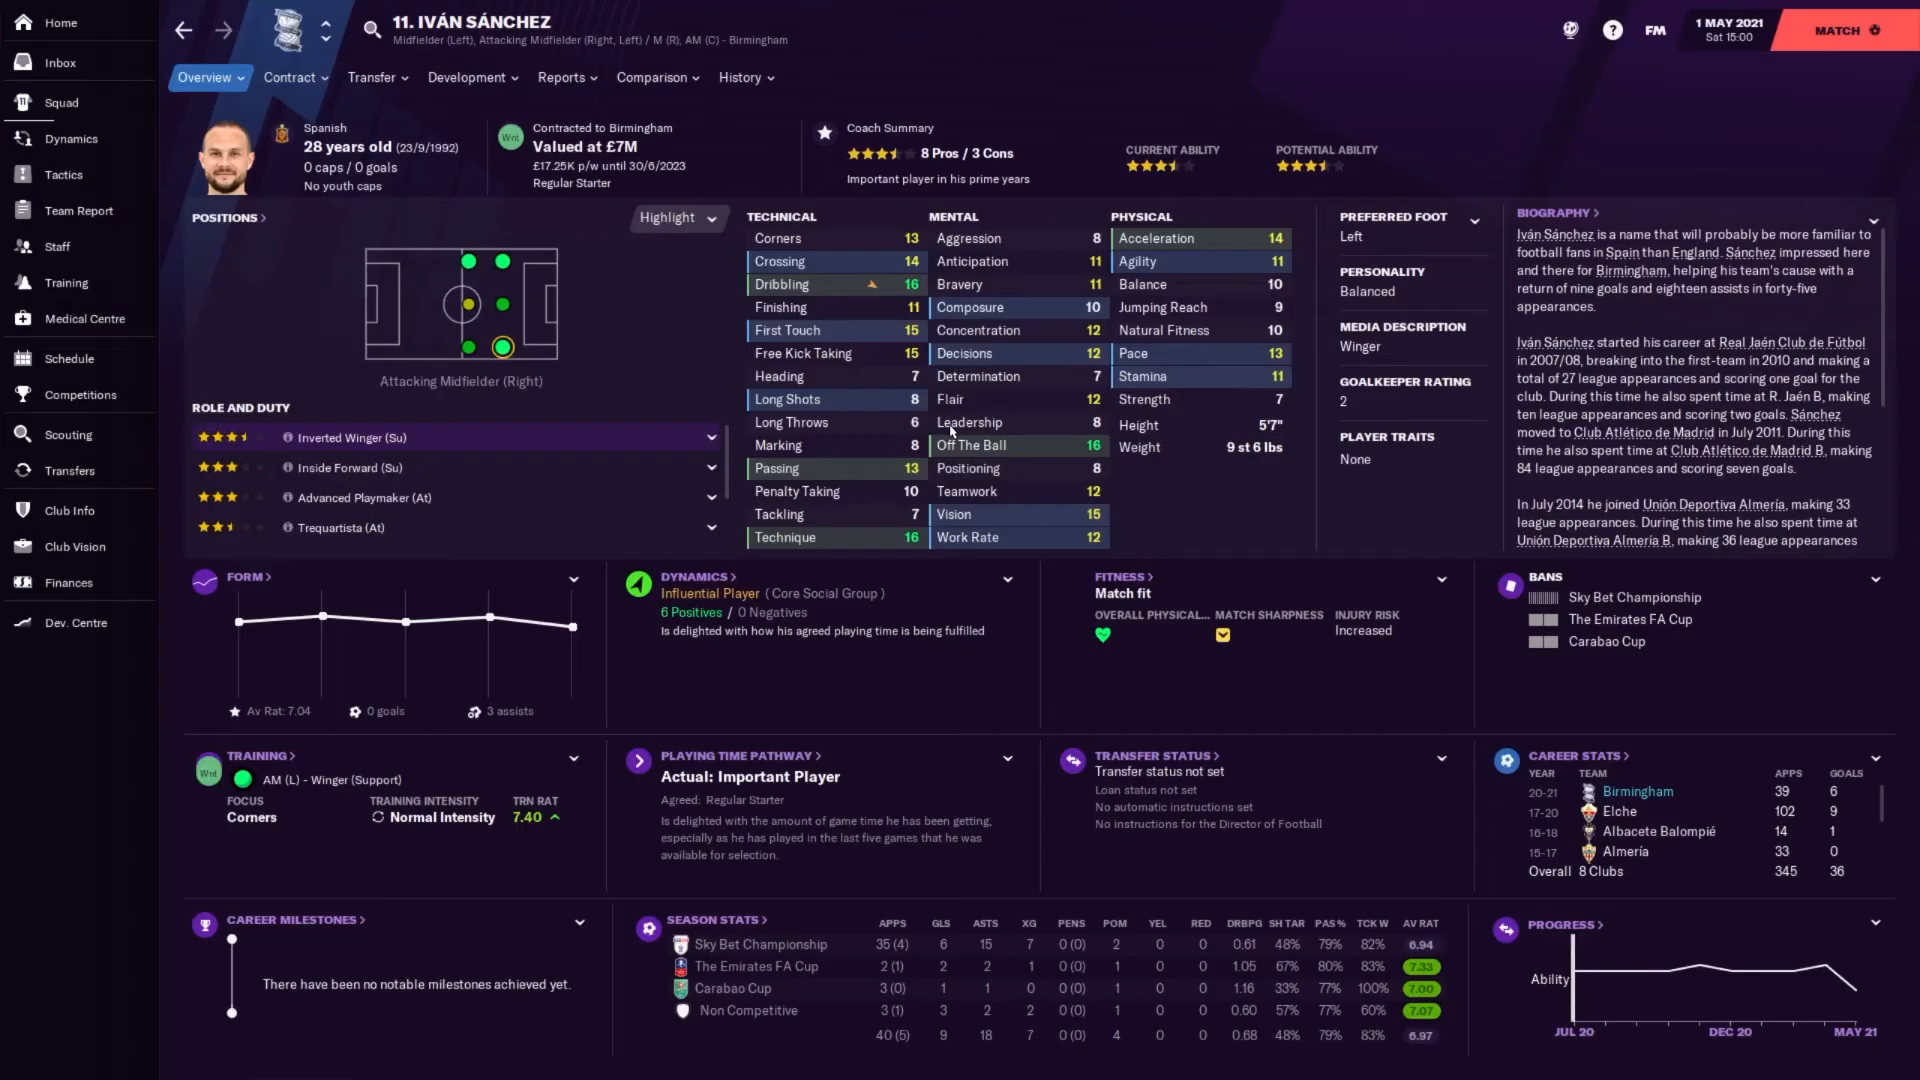 Home
Inbox
Squad
Dynamics
Tactics
Team Report
Staff
Training
Medical Centre
Schedule
Competitions
Scouting
Transfers
Club Info
Club Vision
Finances
Dev. Centre
11. IVÁN SÁNCHEZ
Midfielder (Left), Attacking Midfielder (Right, Left) / M (R), AM (C) - Birmingham
FM
1 MAY 2021
Sat 15:00
MATCH
Overview Contract Transfer Development Reports Comparison History
Spanish
28 years old (23/9/1992)
0 caps / 0 goals
No youth caps
Wnt
Contracted to Birmingham
Valued at £7M
£17.25K p/w until 30/6/2023
Regular Starter
Coach Summary
8 Pros / 3 Cons
Important player in his prime years
CURRENT ABILITY
POTENTIAL ABILITY
POSITIONS
Highlight
Attacking Midfielder (Right)
ROLE AND DUTY
Inverted Winger (Su)
Inside Forward (Su)
Advanced Playmaker (At)
Trequartista (At)
TECHNICAL
Corners 13
Crossing 14
Dribbling 16
Finishing 11
First Touch 15
Free Kick Taking 15
Heading 7
Long Shots 8
Long Throws 6
Marking 8
Passing 13
Penalty Taking 10
Tackling 7
Technique 16
MENTAL
Aggression 8
Anticipation 11
Bravery 11
Composure 10
Concentration 12
Decisions 12
Determination 7
Flair 12
Leadership 8
Off The Ball 16
Positioning 8
Teamwork 12
Vision 15
Work Rate 12
PHYSICAL
Acceleration 14
Agility 11
Balance 10
Jumping Reach 9
Natural Fitness 10
Pace 13
Stamina 11
Strength 7
Height 5'7"
Weight 9 st 6 lbs
PREFERRED FOOT
Left
PERSONALITY
Balanced
MEDIA DESCRIPTION
Winger
GOALKEEPER RATING
2
PLAYER TRAITS
None
BIOGRAPHY
Iván Sánchez is a name that will probably be more familiar to
football fans in Spain than England. Sánchez impressed here
and there for Birmingham, helping his team's cause with a
return of nine goals and eighteen assists in forty-five
appearances.
Iván Sánchez started his career at Real Jaén Club de Fútbol
in 2007/08, breaking into the first-team in 2010 and making a
total of 27 league appearances and scoring one goal for the
club. During this time he also spent time at R. Jaén B, making
ten league appearances and scoring two goals. Sánchez
moved to Club Atlético de Madrid in July 2011. During this
time he also spent time at Club Atlético de Madrid B, making
84 league appearances and scoring seven goals.
In July 2014 he joined Unión Deportiva Almería, making 33
league appearances. During this time he also spent time at
Unión Deportiva Almería B, making 36 league appearances
FORM
Av Rat: 7.04 0 goals 3 assists
DYNAMICS
Influential Player ( Core Social Group )
6 Positives / 0 Negatives
Is delighted with how his agreed playing time is being fulfilled
FITNESS
Match fit
OVERALL PHYSICAL... MATCH SHARPNESS INJURY RISK
Increased
BANS
Sky Bet Championship
The Emirates FA Cup
Carabao Cup
TRAINING
Wnt
AM (L) - Winger (Support)
FOCUS TRAINING INTENSITY TRN RAT
Corners Normal Intensity 7.40
PLAYING TIME PATHWAY
Actual: Important Player
Agreed: Regular Starter
Is delighted with the amount of game time he has been getting,
especially as he has played in the last five games that he was
available for selection.
TRANSFER STATUS
Transfer status not set
Loan status not set
No automatic instructions set
No instructions for the Director of Football
CAREER STATS
YEAR TEAM APPS GOALS
20-21 Birmingham 39 6
17-20 Elche 102 9
16-18 Albacete Balompié 14 1
15-17 Almería 33 0
Overall 8 Clubs 345 36
CAREER MILESTONES
There have been no notable milestones achieved yet.
SEASON STATS APPS GLS ASTS XG PENS POM YEL RED DRBPG SH TAR PAS % TCK W AV RAT
Sky Bet Championship 35 (4) 6 15 7 0 (0) 2 0 0 0.61 48% 79% 82% 6.94
The Emirates FA Cup 2 (1) 2 2 1 0 (0) 1 0 0 1.05 67% 80% 83% 7.33
Carabao Cup 3 (0) 1 1 0 0 (0) 1 0 0 1.16 33% 77% 100% 7.00
Non Competitive 3 (1) 3 2 2 0 (0) 1 0 0 0.60 57% 77% 60% 7.07
40 (5) 9 18 7 0 (0) 4 0 0 0.68 48% 79% 83% 6.97
PROGRESS
Ability
JUL 20 DEC 20 MAY 21